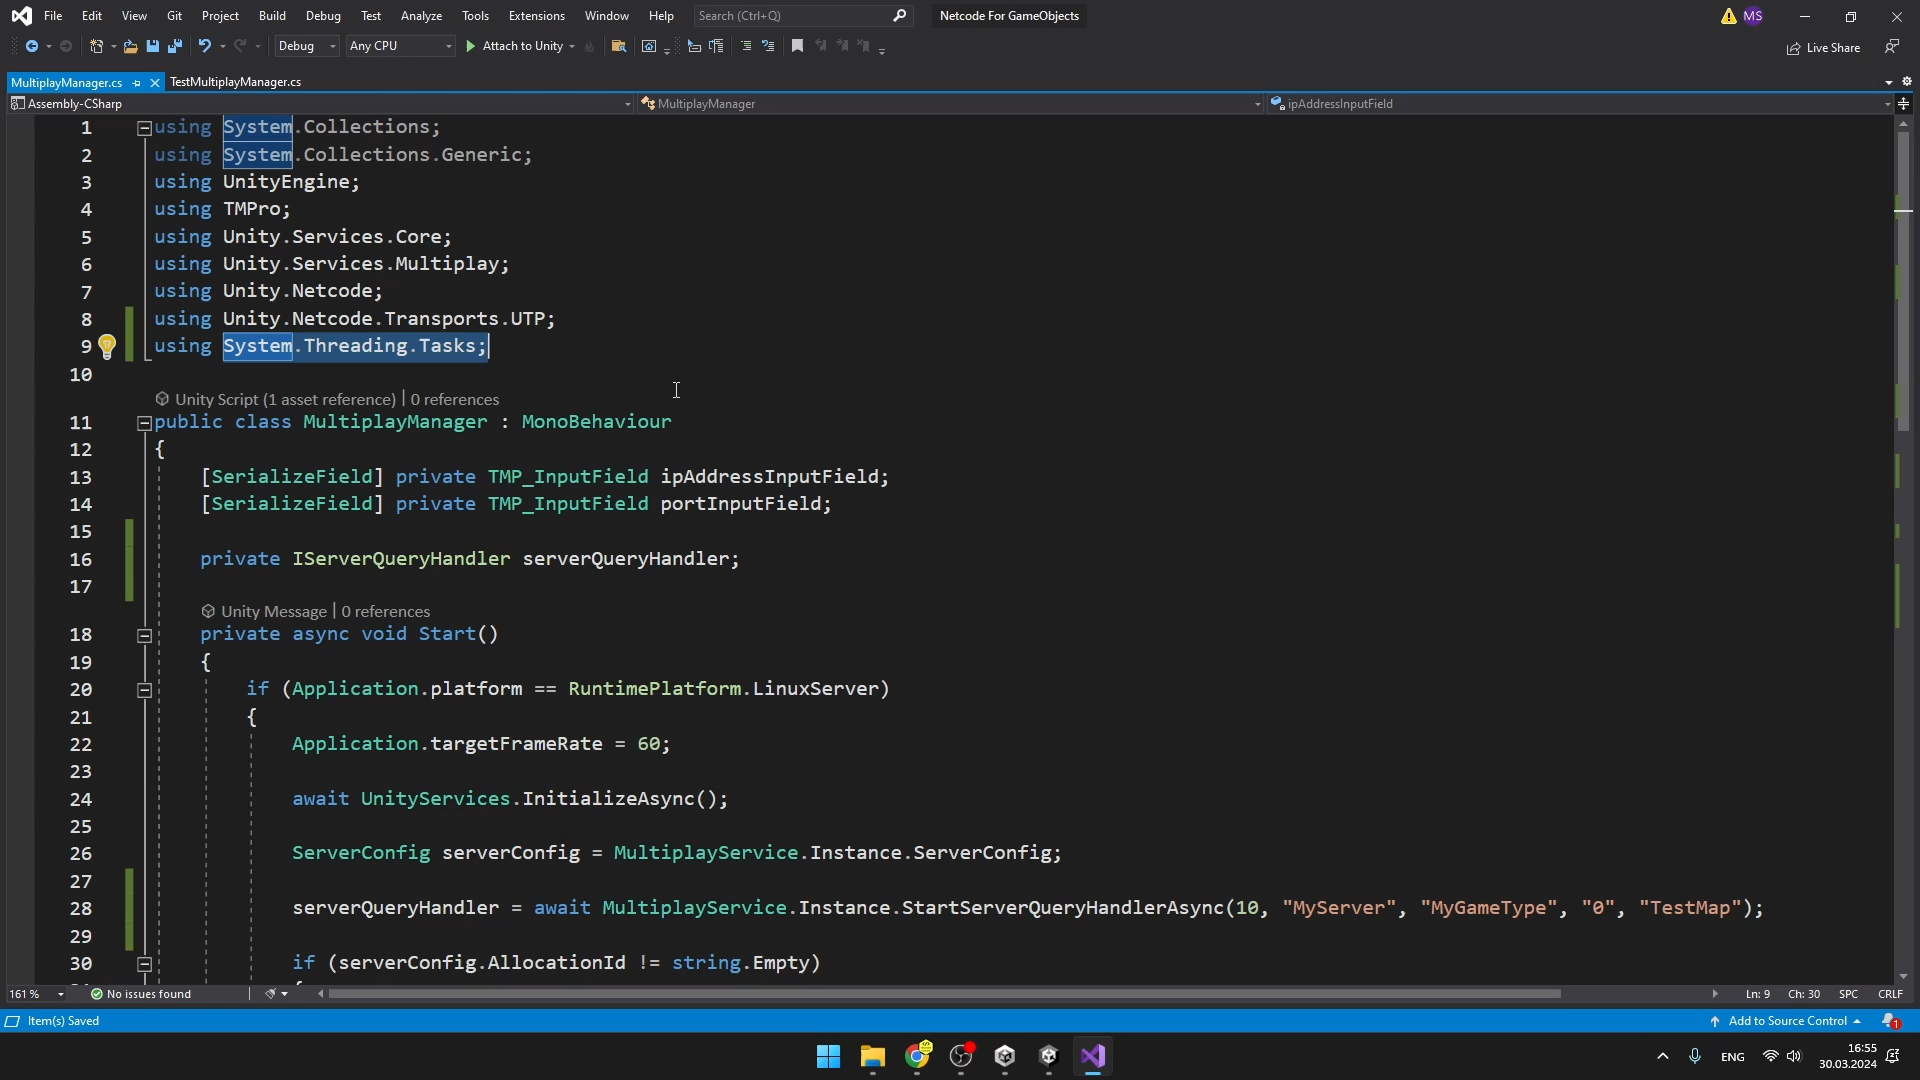 File Edit View Git Project Build Debug Test Analyze Tools Extensions Window Help Search (Ctrl+Q) Netcode For GameObjects MS
Debug Any CPU Attach to Unity Live Share
MultiplayManager.cs TestMultiplayManager.cs
Assembly-CSharp MultiplayManager ipAddressInputField
1 using System.Collections;
2 using System.Collections.Generic;
3 using UnityEngine;
4 using TMPro;
5 using Unity.Services.Core;
6 using Unity.Services.Multiplay;
7 using Unity.Netcode;
8 using Unity.Netcode.Transports.UTP;
9 using System.Threading.Tasks;
10
Unity Script (1 asset reference) | 0 references
11 public class MultiplayManager : MonoBehaviour
12 {
13 [SerializeField] private TMP_InputField ipAddressInputField;
14 [SerializeField] private TMP_InputField portInputField;
15
16 private IServerQueryHandler serverQueryHandler;
17
Unity Message | 0 references
18 private async void Start()
19 {
20 if (Application.platform == RuntimePlatform.LinuxServer)
21 {
22 Application.targetFrameRate = 60;
23
24 await UnityServices.InitializeAsync();
25
26 ServerConfig serverConfig = MultiplayService.Instance.ServerConfig;
27
28 serverQueryHandler = await MultiplayService.Instance.StartServerQueryHandlerAsync(10, "MyServer", "MyGameType", "0", "TestMap");
29
30 if (serverConfig.AllocationId != string.Empty)
161 % No issues found Ln: 9 Ch: 30 SPC CRLF
Item(s) Saved Add to Source Control 1
ENG 16:55
30.03.2024